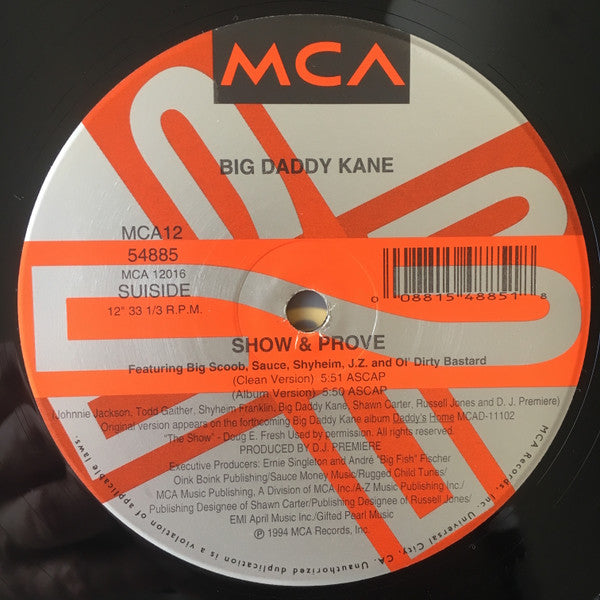 MCA
BIG DADDY KANE
MCA12
54885
MCA 12016
SUISIDE
12" 33 1/3 R.P.M.
0 08815 48851 8
SHOW & PROVE
Featuring Big Scoob, Sauce, Shyheim, J.Z. and Ol' Dirty Bastard
(Clean Version) 5:51 ASCAP
(Album Version) 5:50 ASCAP
(Johnnie Jackson, Todd Gaither, Shyheim Franklin, Big Daddy Kane, Shawn Carter, Russell Jones and D. J. Premiere)
Original version appears on the forthcoming Big Daddy Kane album Daddy's Home MCAD-11102
"The Show" - Doug E. Fresh Used by permission. All rights reserved.
PRODUCED BY D.J. PREMIERE
Executive Producers: Ernie Singleton and André "Big Fish" Fischer
Oink Boink Publishing/Sauce Money Music/Rugged Child Tunes/
MCA Music Publishing, A Division of MCA Inc./A-Z Music Publishing Inc./
Publishing Designee of Shawn Carter/Publishing Designee of Russell Jones/
EMI April Music Inc./Gifted Pearl Music
℗ 1994 MCA Records, Inc.
MCA Records, Inc. Universal City, CA. Unauthorized duplication is a violation of applicable laws.